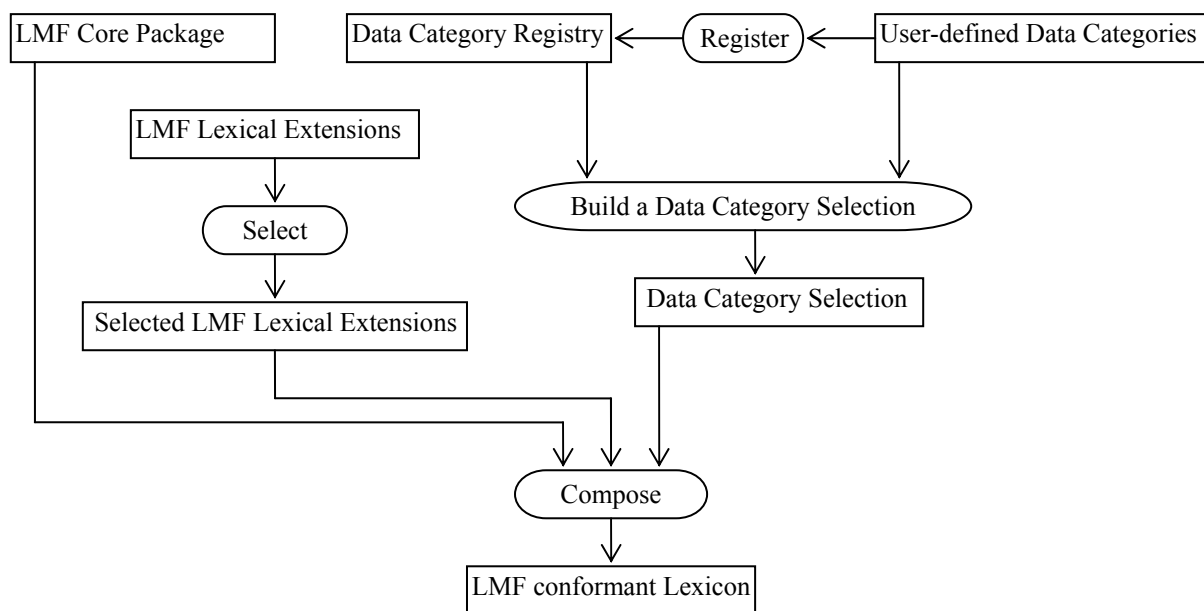 LMF Core Package
Data Category Registry
Register
User-defined Data Categories
LMF Lexical Extensions
Build a Data Category Selection
Select
Data Category Selection
Selected LMF Lexical Extensions
Compose
LMF conformant Lexicon